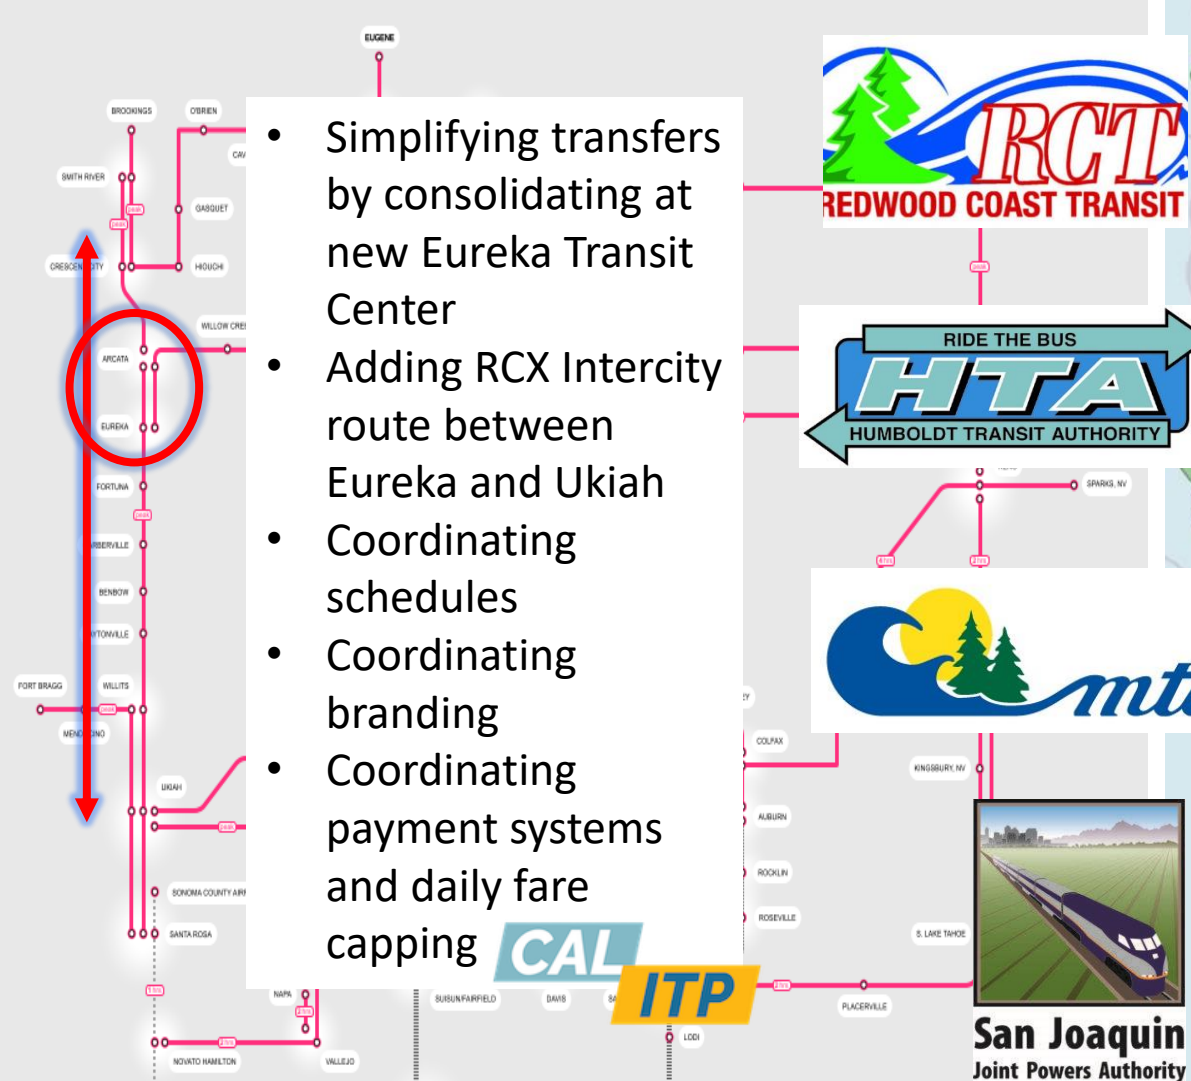 EUGENE
BROOKINGS
O'BRIEN
SMITH RIVER
GASQUET
CRESCENT CITY
HIOUCHI
WILLOW
ARCATA
EUREKA
FORTUNA
BENBOW
FORT BRAGG
WILLITS
UKIAH
SONOMA COUNTY
SANTA ROSA
NAPA
NOVATO HAMILTON
VALLEJO
• Simplifying transfers
by consolidating at
new Eureka Transit
Center
• Adding RCX Intercity
route between
Eureka and Ukiah
• Coordinating
schedules
• Coordinating
branding
• Coordinating
payment systems
and daily fare
capping
CAL
ITP
SUISUN/FAIRFIELD
DAVIS
LODI
COLFAX
AUBURN
ROCKLIN
ROSEVILLE
PLACERVILLE
S. LAKE TAHOE
KINGSBURY, NV
SPARKS, NV
RCT
REDWOOD COAST TRANSIT
RIDE THE BUS
HTA
HUMBOLDT TRANSIT AUTHORITY
mt
San Joaquin
Joint Powers Authority